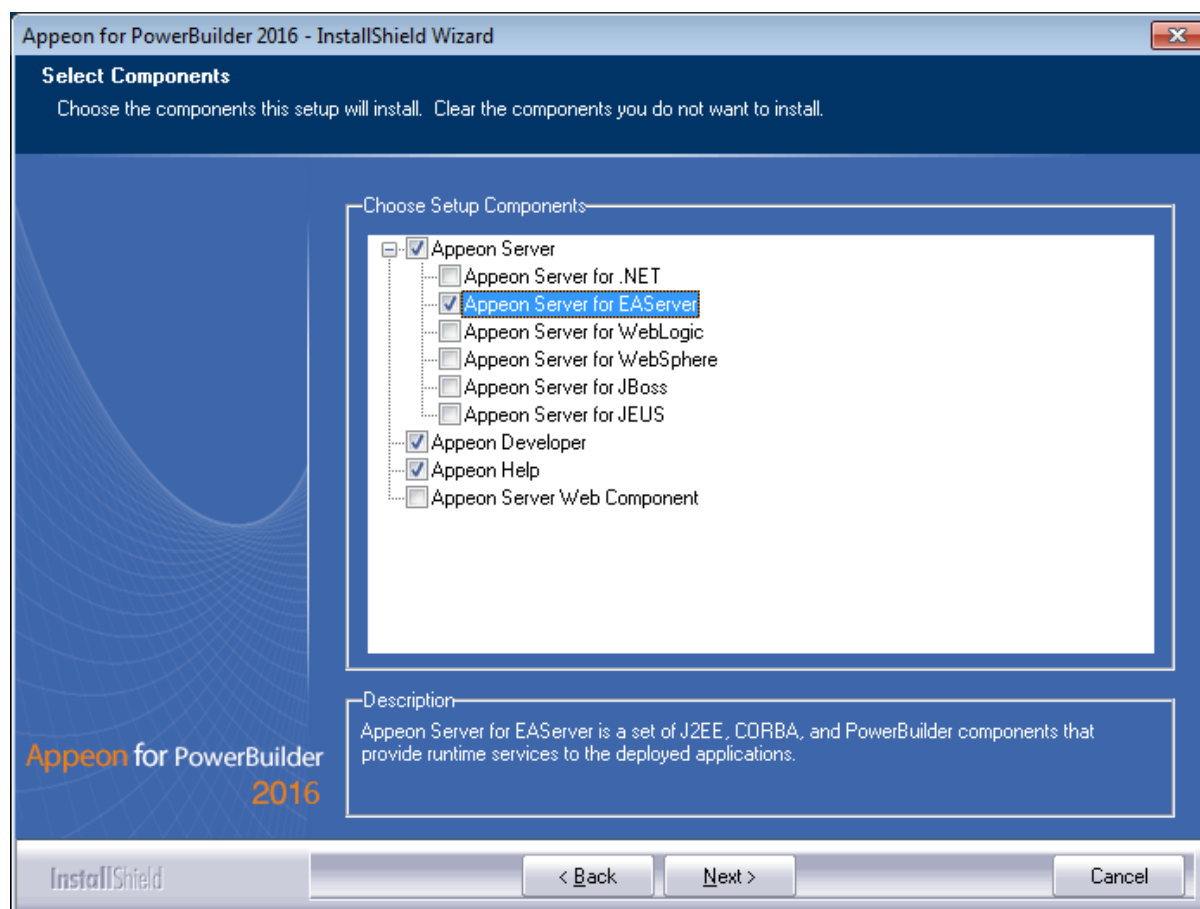 Appeon for PowerBuilder 2016 - InstallShield Wizard
Select Components
Choose the components this setup will install. Clear the components you do not want to install.
Choose Setup Components
Appeon Server
Appeon Server for .NET
Appeon Server for EAServer
Appeon Server for WebLogic
Appeon Server for WebSphere
Appeon Server for JBoss
Appeon Server for JEUS
Appeon Developer
Appeon Help
Appeon Server Web Component
Description
Appeon Server for EAServer is a set of J2EE, CORBA, and PowerBuilder components that
provide runtime services to the deployed applications.
Appeon for PowerBuilder
2016
InstallShield
< Back
Next >
Cancel